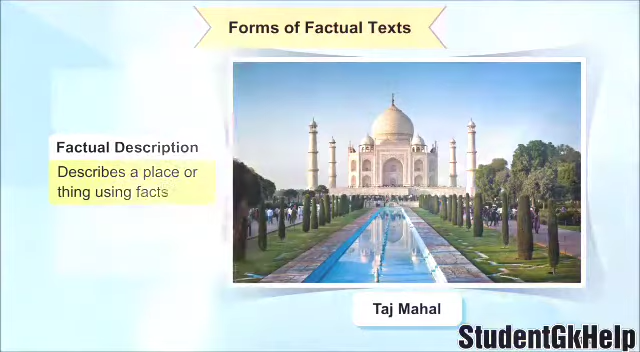 Forms of Factual Texts
Factual Description
Describes a place or
thing using facts
Taj Mahal
StudentGkHelp